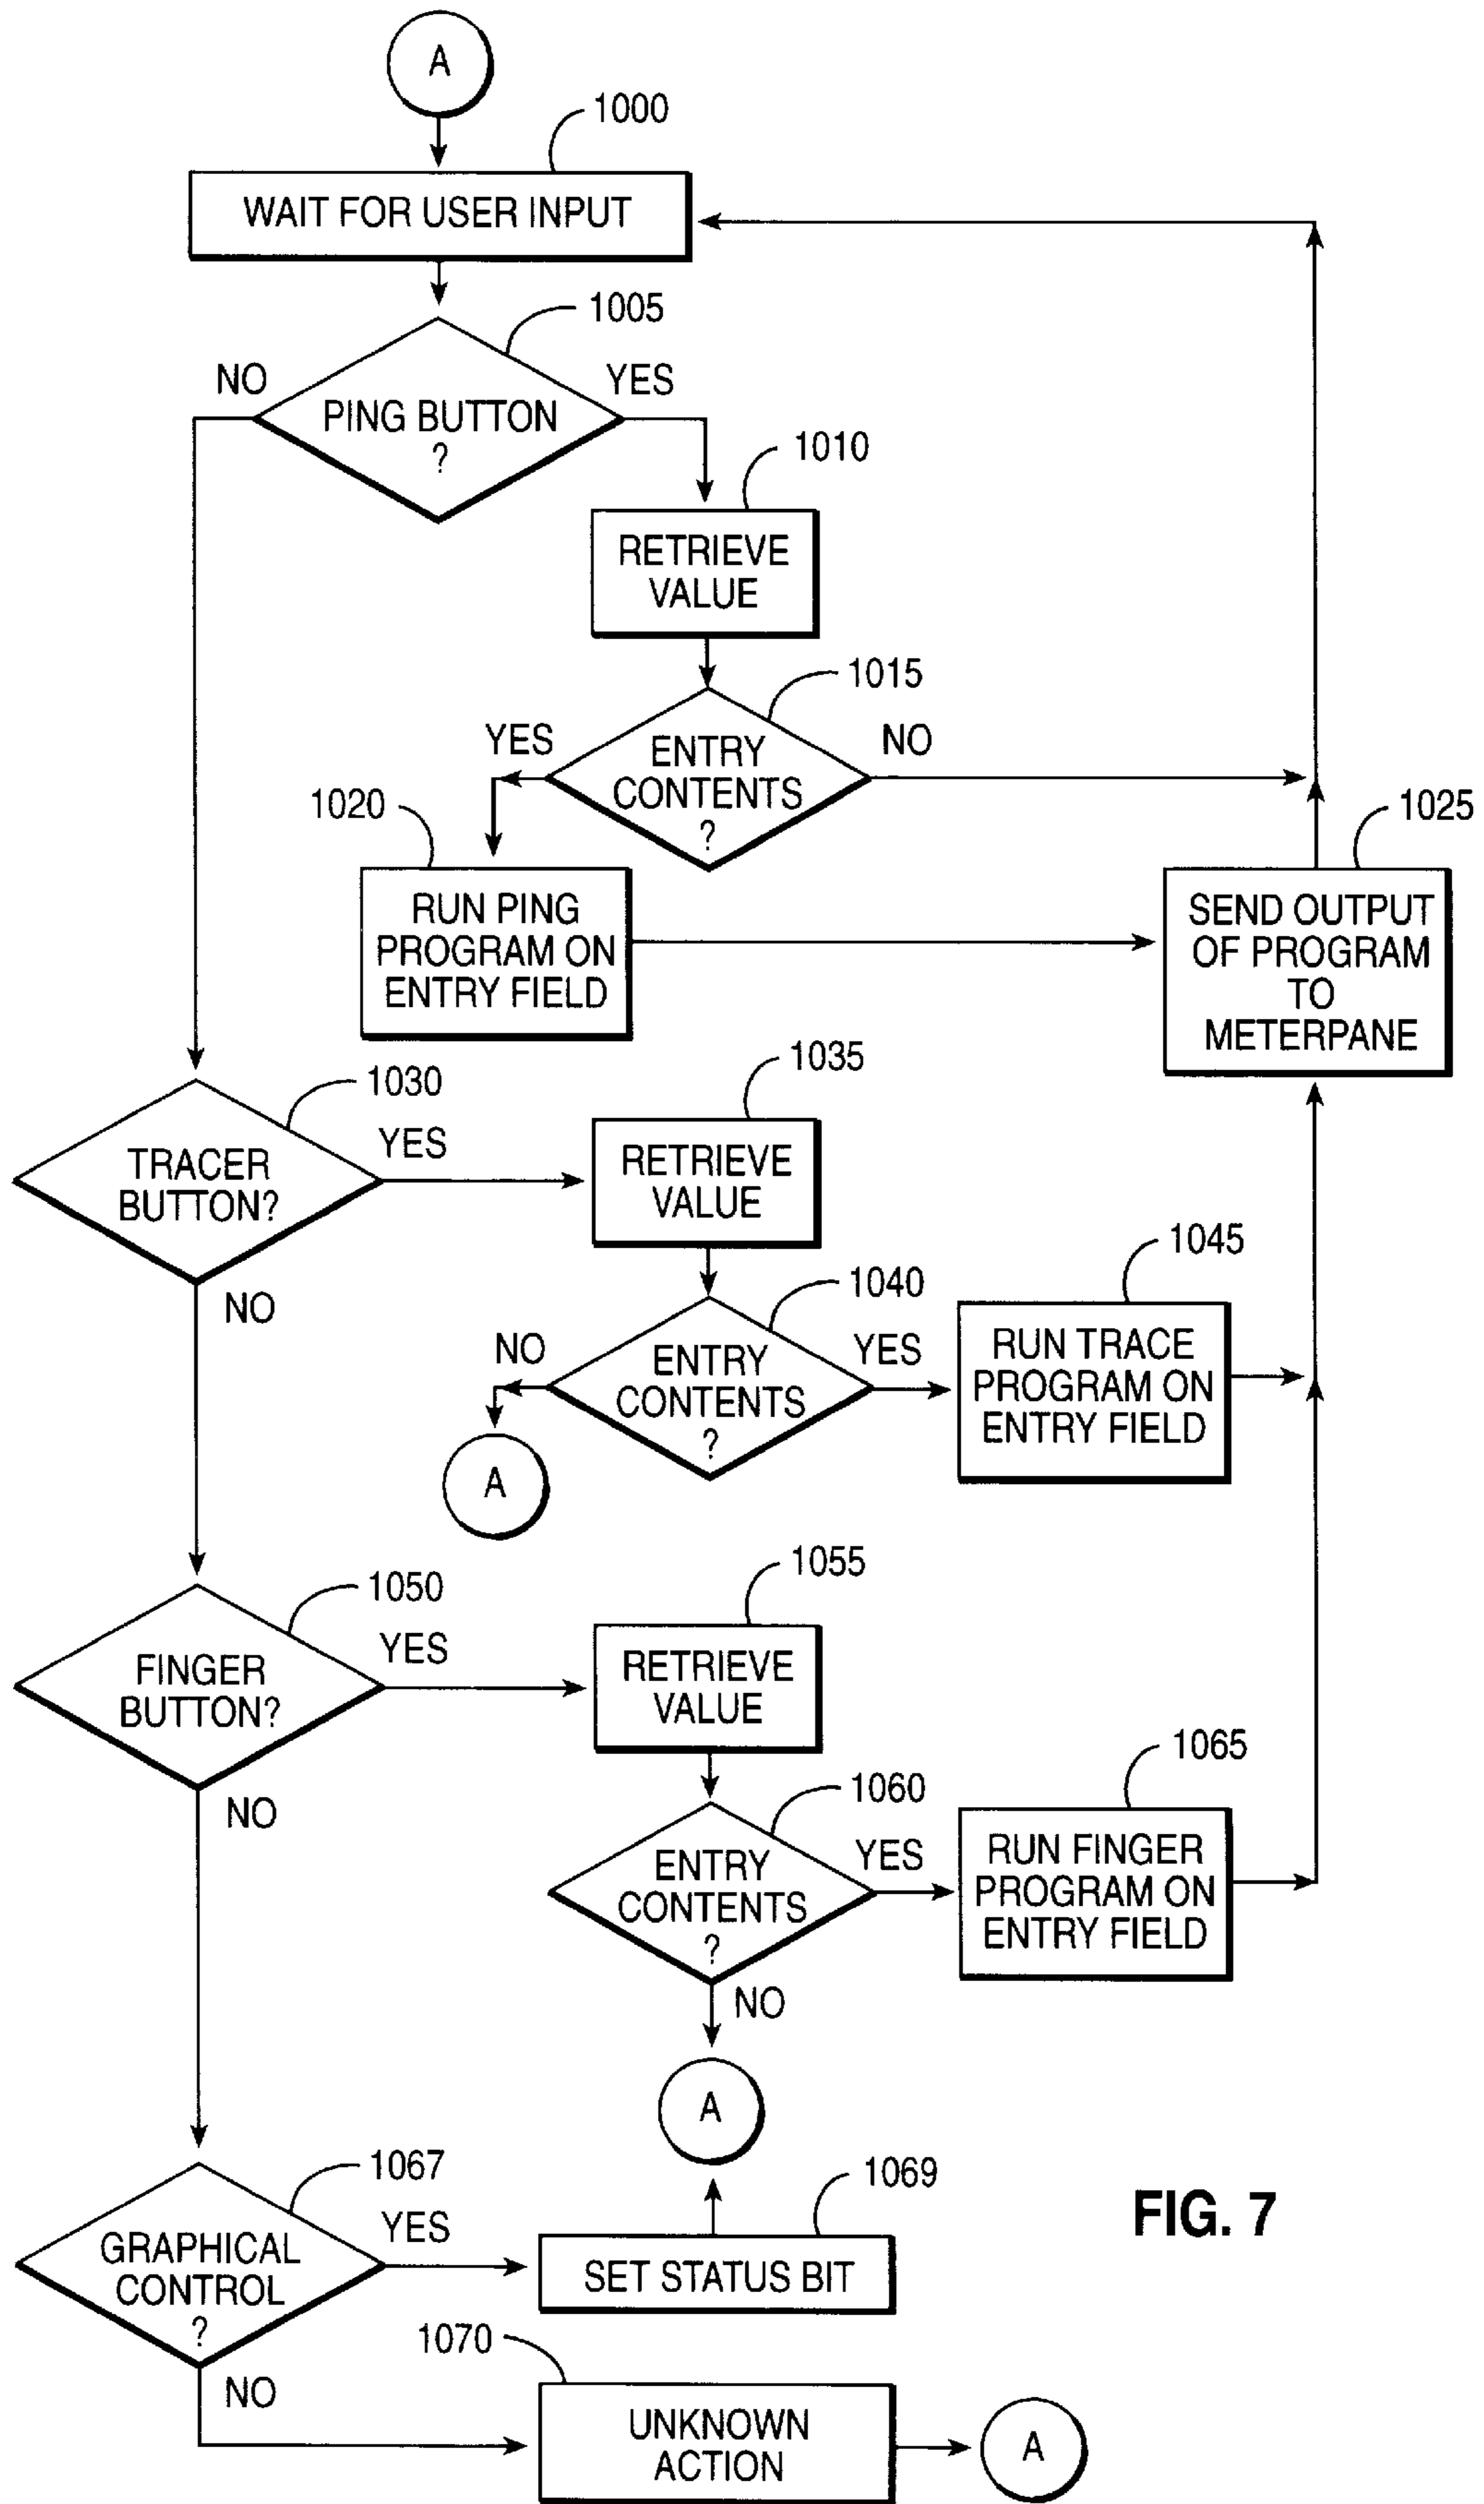 A
1000
WAIT FOR USER INPUT
1005
NO
YES
PING BUTTON
?
1010
RETRIEVE
VALUE
1015
YES
NO
ENTRY
CONTENTS
?
1020
1025
RUN PING
PROGRAM ON
ENTRY FIELD
SEND OUTPUT
OF PROGRAM
TO
METERPANE
1030
1035
YES
TRACER
BUTTON?
RETRIEVE
VALUE
NO
1040
1045
NO
YES
ENTRY
CONTENTS
?
RUN TRACE
PROGRAM ON
ENTRY FIELD
A
1050
1055
YES
FINGER
BUTTON?
RETRIEVE
VALUE
NO
1060
1065
YES
ENTRY
CONTENTS
?
RUN FINGER
PROGRAM ON
ENTRY FIELD
NO
A
1067
1069
YES
GRAPHICAL
CONTROL
?
SET STATUS BIT
FIG. 7
1070
NO
UNKNOWN
ACTION
A